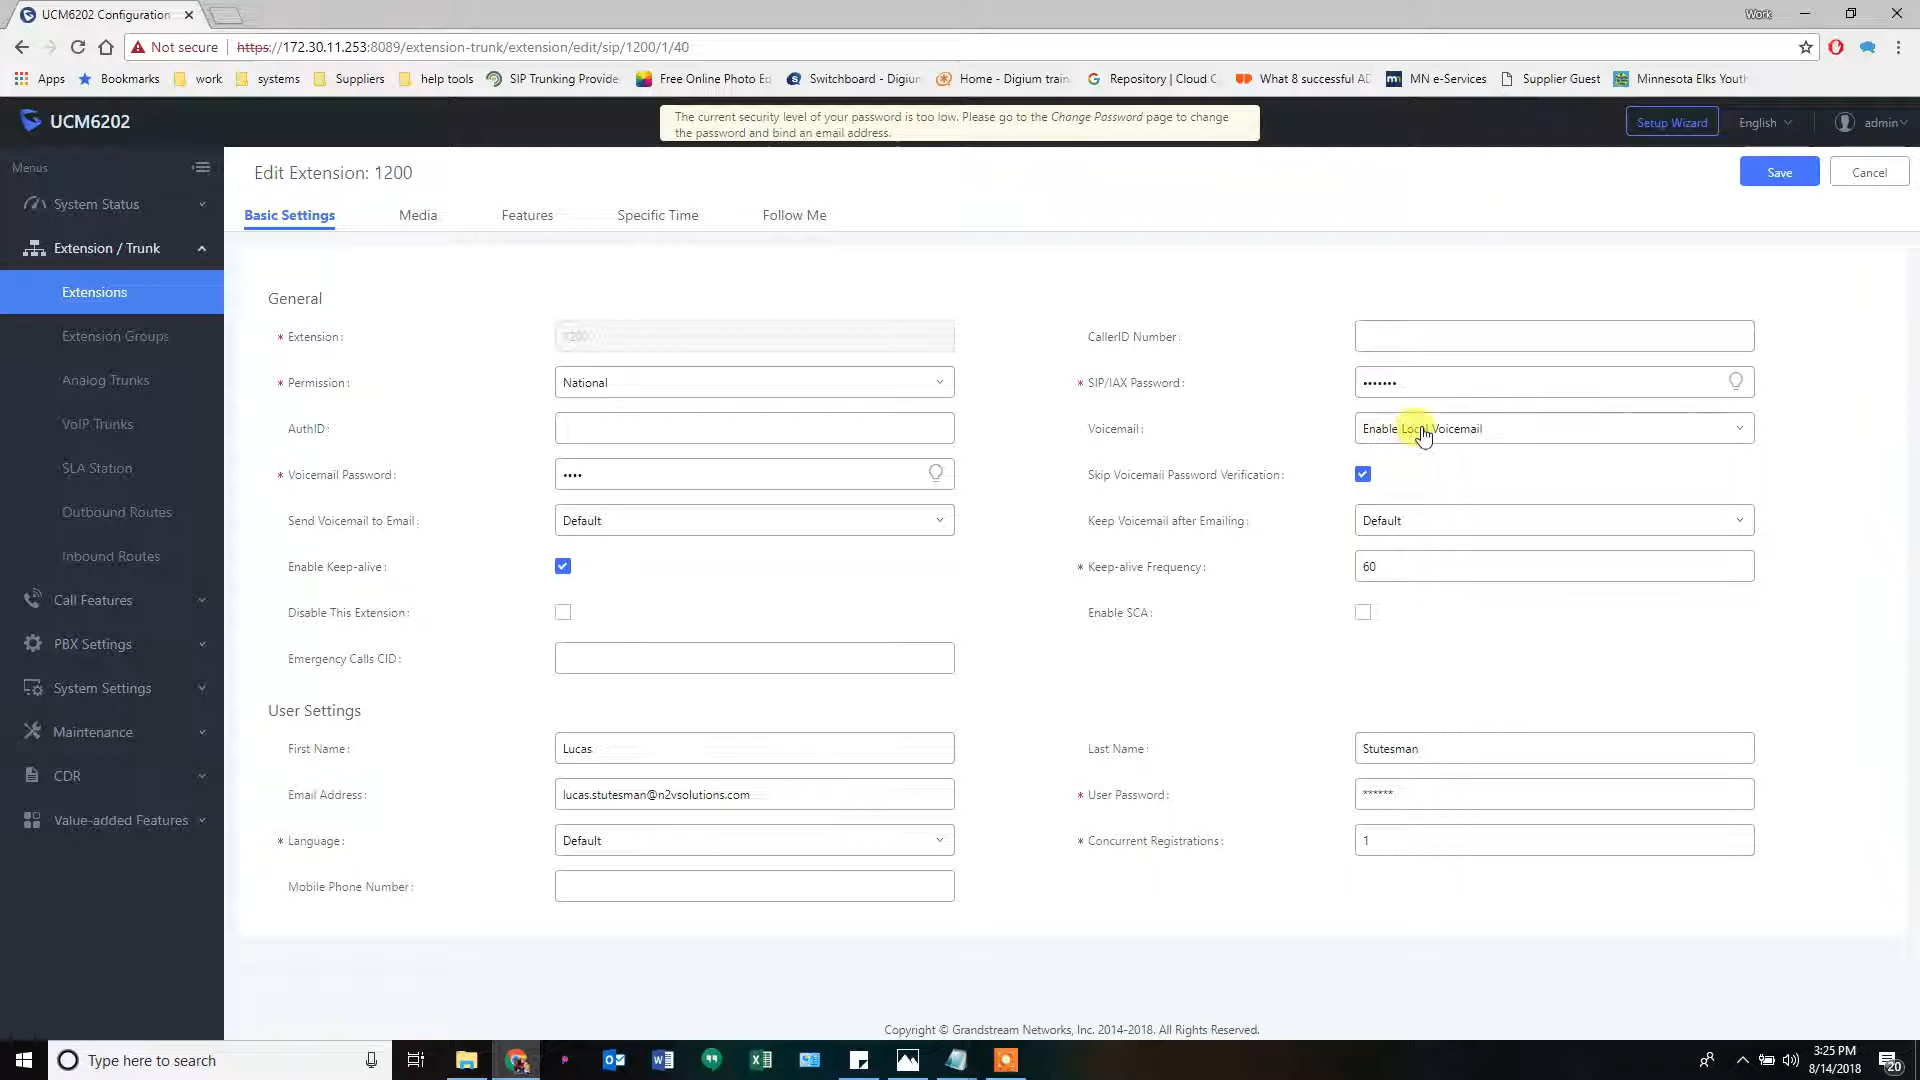 UCM6202 Configuration
Work
Not secure | https://172.30.11.253:8089/extension-trunk/extension/edit/sip/1200/1/40
Apps Bookmarks work systems Suppliers help tools SIP Trunking Provide Free Online Photo Ed Switchboard - Digium Home - Digium train Repository | Cloud C What 8 successful AD MN e-Services Supplier Guest Minnesota Elks Youth
UCM6202
The current security level of your password is too low. Please go to the Change Password page to change
the password and bind an email address.
Setup Wizard English admin
Menus
System Status
Extension / Trunk
Extensions
Extension Groups
Analog Trunks
VoIP Trunks
SLA Station
Outbound Routes
Inbound Routes
Call Features
PBX Settings
System Settings
Maintenance
CDR
Value-added Features
Edit Extension: 1200
Save Cancel
Basic Settings Media Features Specific Time Follow Me
General
* Extension: 1200 CallerID Number:
* Permission: National * SIP/IAX Password: •••••••
AuthID: Voicemail: Enable Local Voicemail
* Voicemail Password: •••• Skip Voicemail Password Verification:
Send Voicemail to Email: Default Keep Voicemail after Emailing: Default
Enable Keep-alive: * Keep-alive Frequency: 60
Disable This Extension: Enable SCA:
Emergency Calls CID:
User Settings
First Name: Lucas Last Name: Stutesman
Email Address: lucas.stutesman@n2vsolutions.com * User Password: ******
* Language: Default * Concurrent Registrations: 1
Mobile Phone Number:
Copyright © Grandstream Networks, Inc. 2014-2018. All Rights Reserved.
Type here to search
3:25 PM
8/14/2018
20